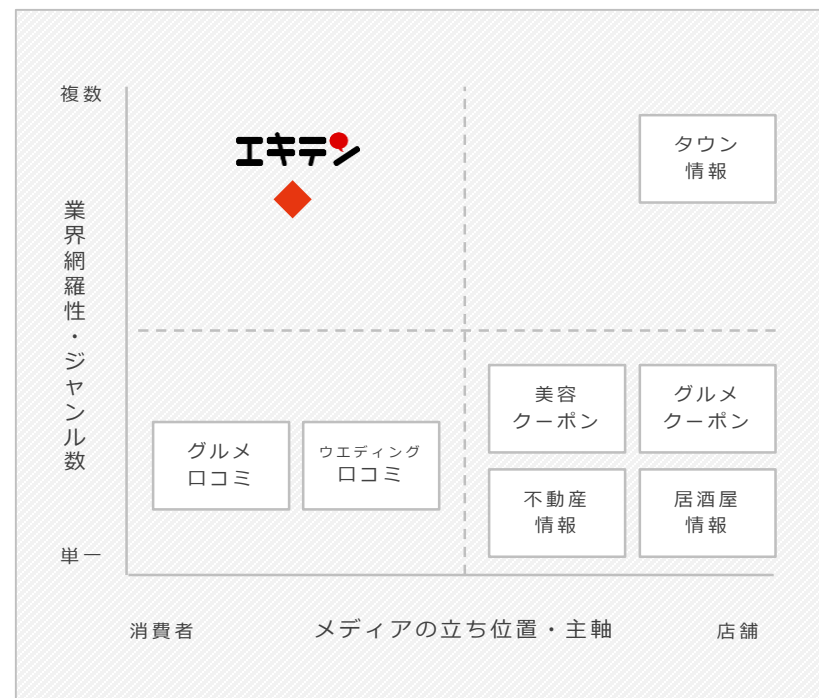 複数
エキテン
タウン
情報
業界網羅性・ジャンル数
美容
クーポン
グルメ
クーポン
グルメ
口コミ
ウエディング
口コミ
不動産
情報
居酒屋
情報
単一
消費者
メディアの立ち位置・主軸
店舗